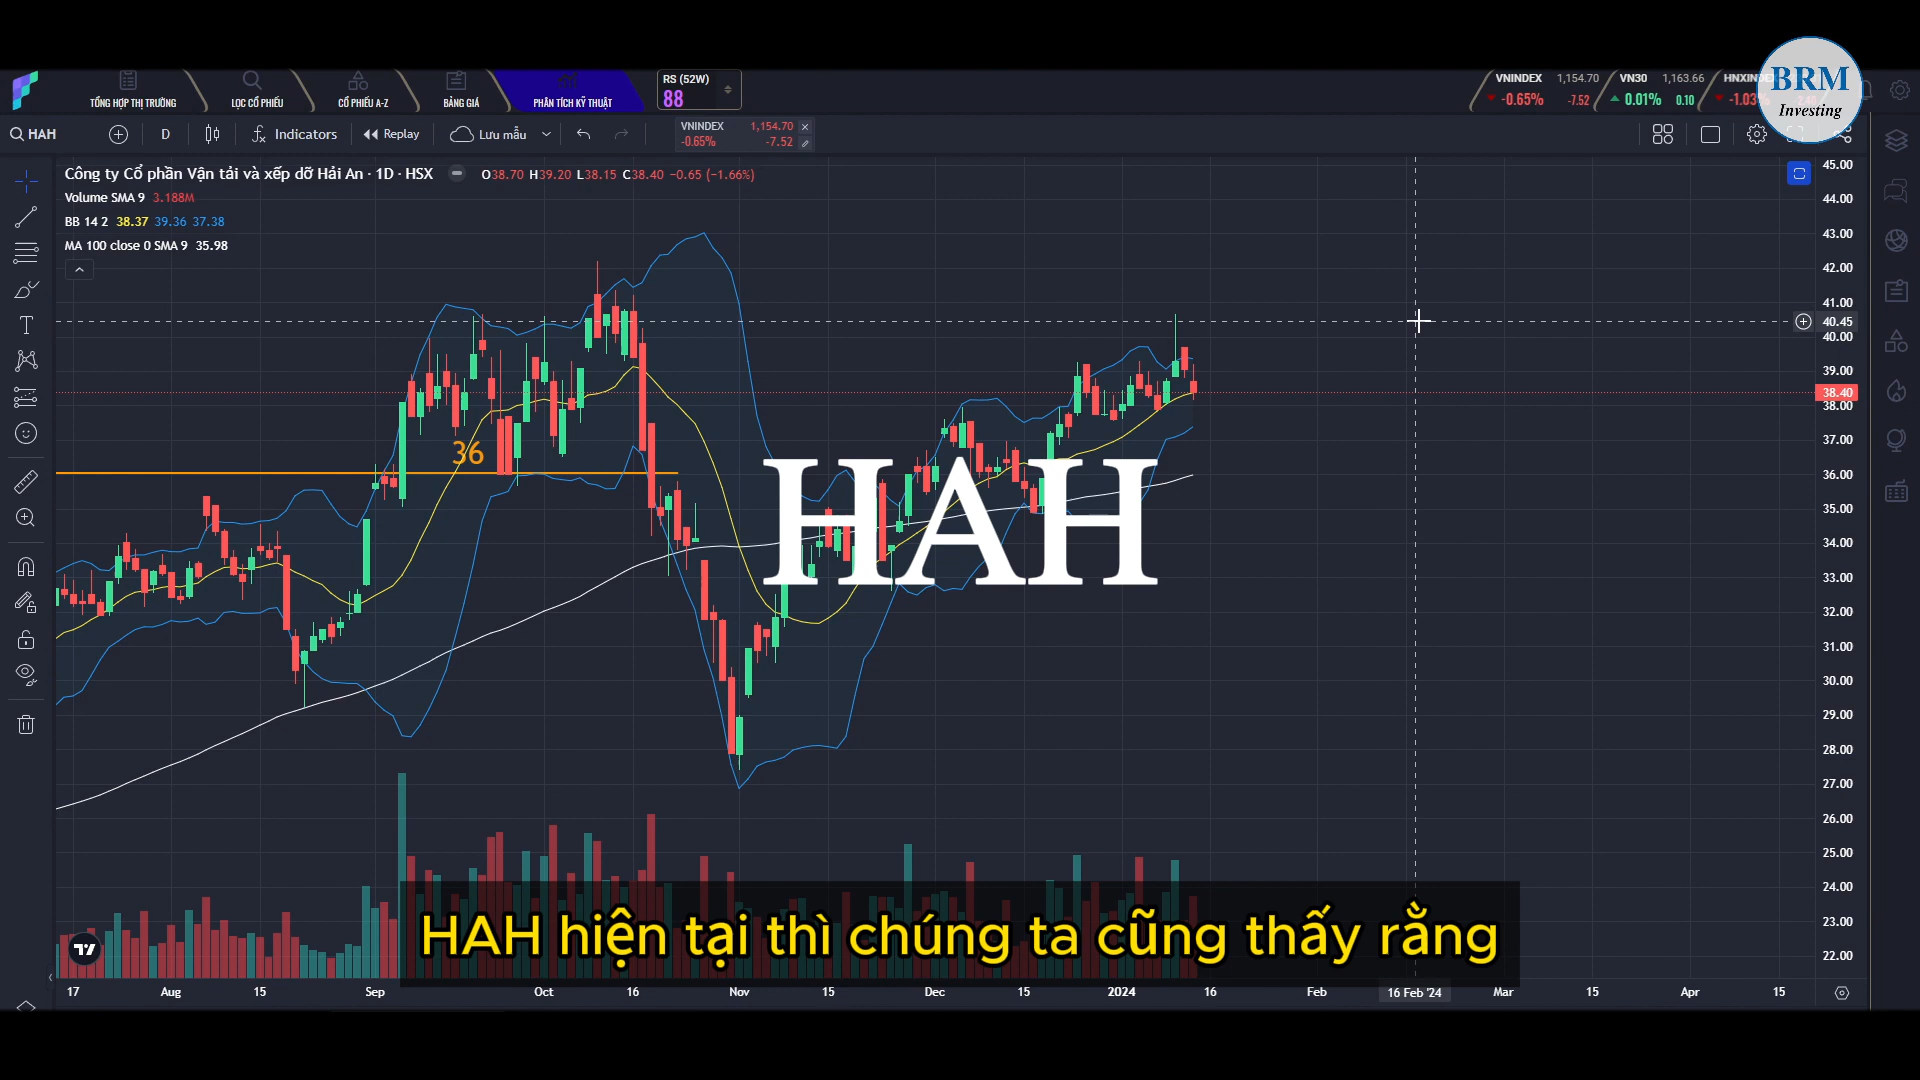 RS (52W)
88
TỔNG HỢP THỊ TRƯỜNG
LỌC CỔ PHIẾU
CỔ PHIẾU A-Z
BẢNG GIÁ
PHÂN TÍCH KỸ THUẬT
VNINDEX 1,154.70
-0.65% -7.52
VN30 1,163.66
0.01% 0.10
HNXINDEX
-1.03%
BRM
Investing
HAH
D
Indicators
Replay
Lưu mẫu
VNINDEX 1,154.70
-0.65% -7.52
Công ty Cổ phần Vận tải và xếp dỡ Hải An · 1D · HSX
O38.70 H39.20 L38.15 C38.40 −0.65 (−1.66%)
Volume SMA 9 3.188M
BB 14 2 38.37 39.36 37.38
MA 100 close 0 SMA 9 35.98
45.00
44.00
43.00
42.00
41.00
40.45
40.00
39.00
38.40
38.00
37.00
36.00
35.00
34.00
33.00
32.00
31.00
30.00
29.00
28.00
27.00
26.00
25.00
24.00
23.00
22.00
36
HAH
HAH hiện tại thì chúng ta cũng thấy rằng
17 Aug 15 Sep Oct 16 Nov 15 Dec 15 2024 16 Feb 16 Feb '24 Mar 15 Apr 15